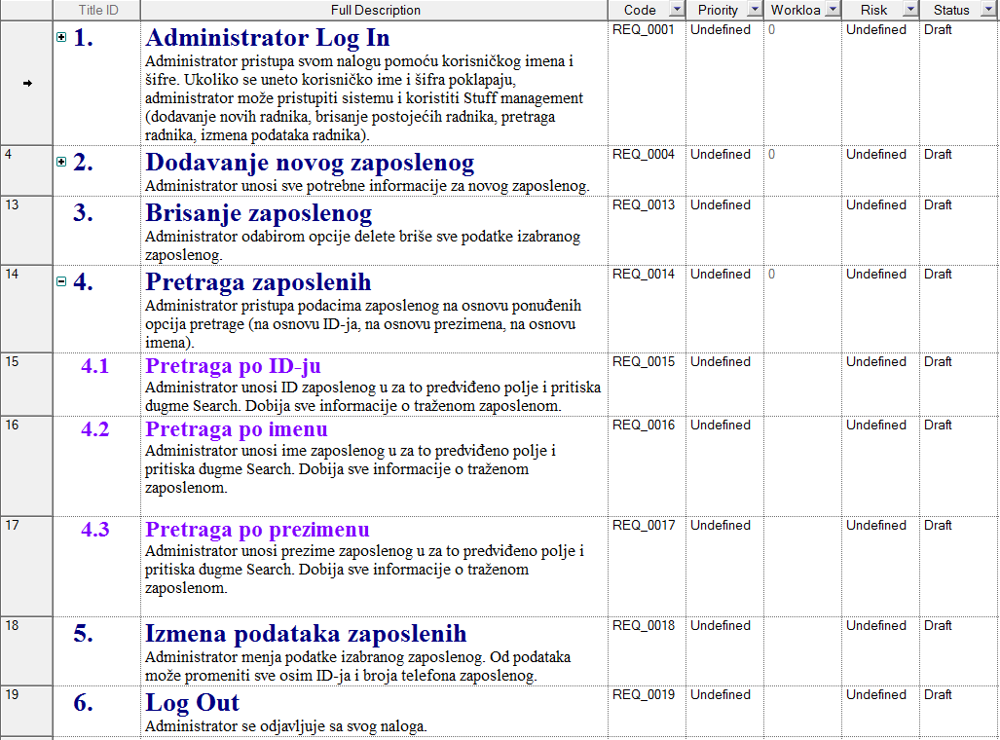 Title ID Full Description Code Priority Workloa Risk Status
1. Administrator Log In REQ_0001 Undefined 0 Undefined Draft
Administrator pristupa svom nalogu pomoću korisničkog imena i
šifre. Ukoliko se uneto korisničko ime i šifra poklapaju,
administrator može pristupiti sistemu i koristiti Stuff management
(dodavanje novih radnika, brisanje postojećih radnika, pretraga
radnika, izmena podataka radnika).
4 2. Dodavanje novog zaposlenog REQ_0004 Undefined 0 Undefined Draft
Administrator unosi sve potrebne informacije za novog zaposlenog.
13 3. Brisanje zaposlenog REQ_0013 Undefined Undefined Draft
Administrator odabirom opcije delete briše sve podatke izabranog
zaposlenog.
14 4. Pretraga zaposlenih REQ_0014 Undefined 0 Undefined Draft
Administrator pristupa podacima zaposlenog na osnovu ponuđenih
opcija pretrage (na osnovu ID-ja, na osnovu prezimena, na osnovu
imena).
15 4.1 Pretraga po ID-ju REQ_0015 Undefined Undefined Draft
Administrator unosi ID zaposlenog u za to predviđeno polje i pritiska
dugme Search. Dobija sve informacije o traženom zaposlenom.
16 4.2 Pretraga po imenu REQ_0016 Undefined Undefined Draft
Administrator unosi ime zaposlenog u za to predviđeno polje i
pritiska dugme Search. Dobija sve informacije o traženom
zaposlenom.
17 4.3 Pretraga po prezimenu REQ_0017 Undefined Undefined Draft
Administrator unosi prezime zaposlenog u za to predviđeno polje i
pritiska dugme Search. Dobija sve informacije o traženom
zaposlenom.
18 5. Izmena podataka zaposlenih REQ_0018 Undefined Undefined Draft
Administrator menja podatke izabranog zaposlenog. Od podataka
može promeniti sve osim ID-ja i broja telefona zaposlenog.
19 6. Log Out REQ_0019 Undefined Undefined Draft
Administrator se odjavljuje sa svog naloga.